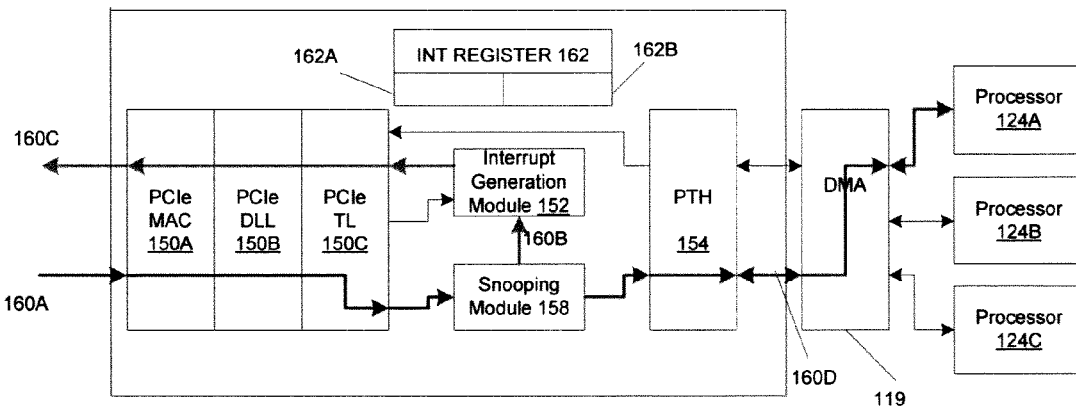 162A
INT REGISTER 162
162B
Processor
124A
160C
PCIe
MAC
150A
PCIe
DLL
150B
PCIe
TL
150C
Interrupt
Generation
Module 152
160B
PTH
154
DMA
Processor
124B
160A
Snooping
Module 158
Processor
124C
160D
119